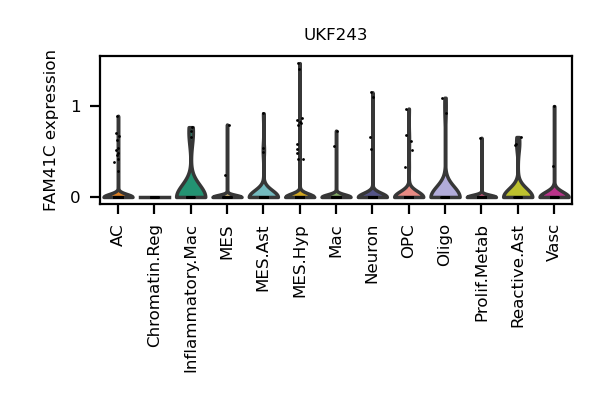 UKF243
FAM41C expression
1
0
AC
Chromatin.Reg
Inflammatory.Mac
MES
MES.Ast
MES.Hyp
Mac
Neuron
OPC
Oligo
Prolif.Metab
Reactive.Ast
Vasc